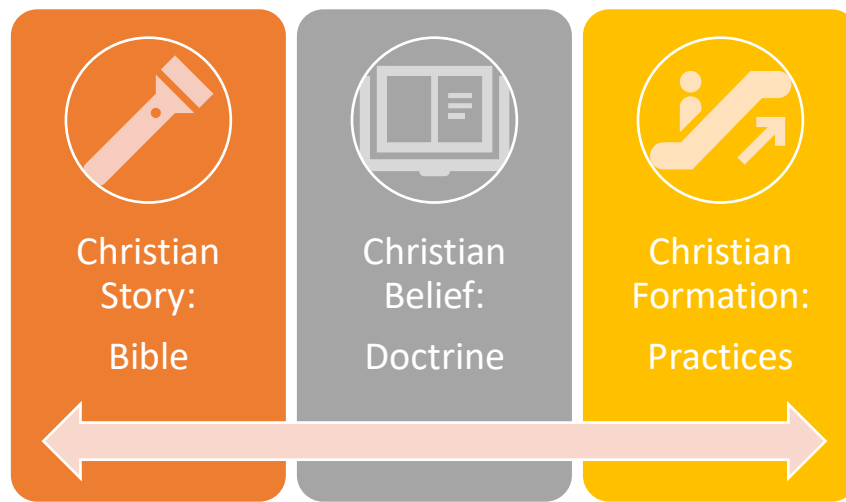 Christian
Story:
Bible
Christian
Belief:
Doctrine
Christian
Formation:
Practices